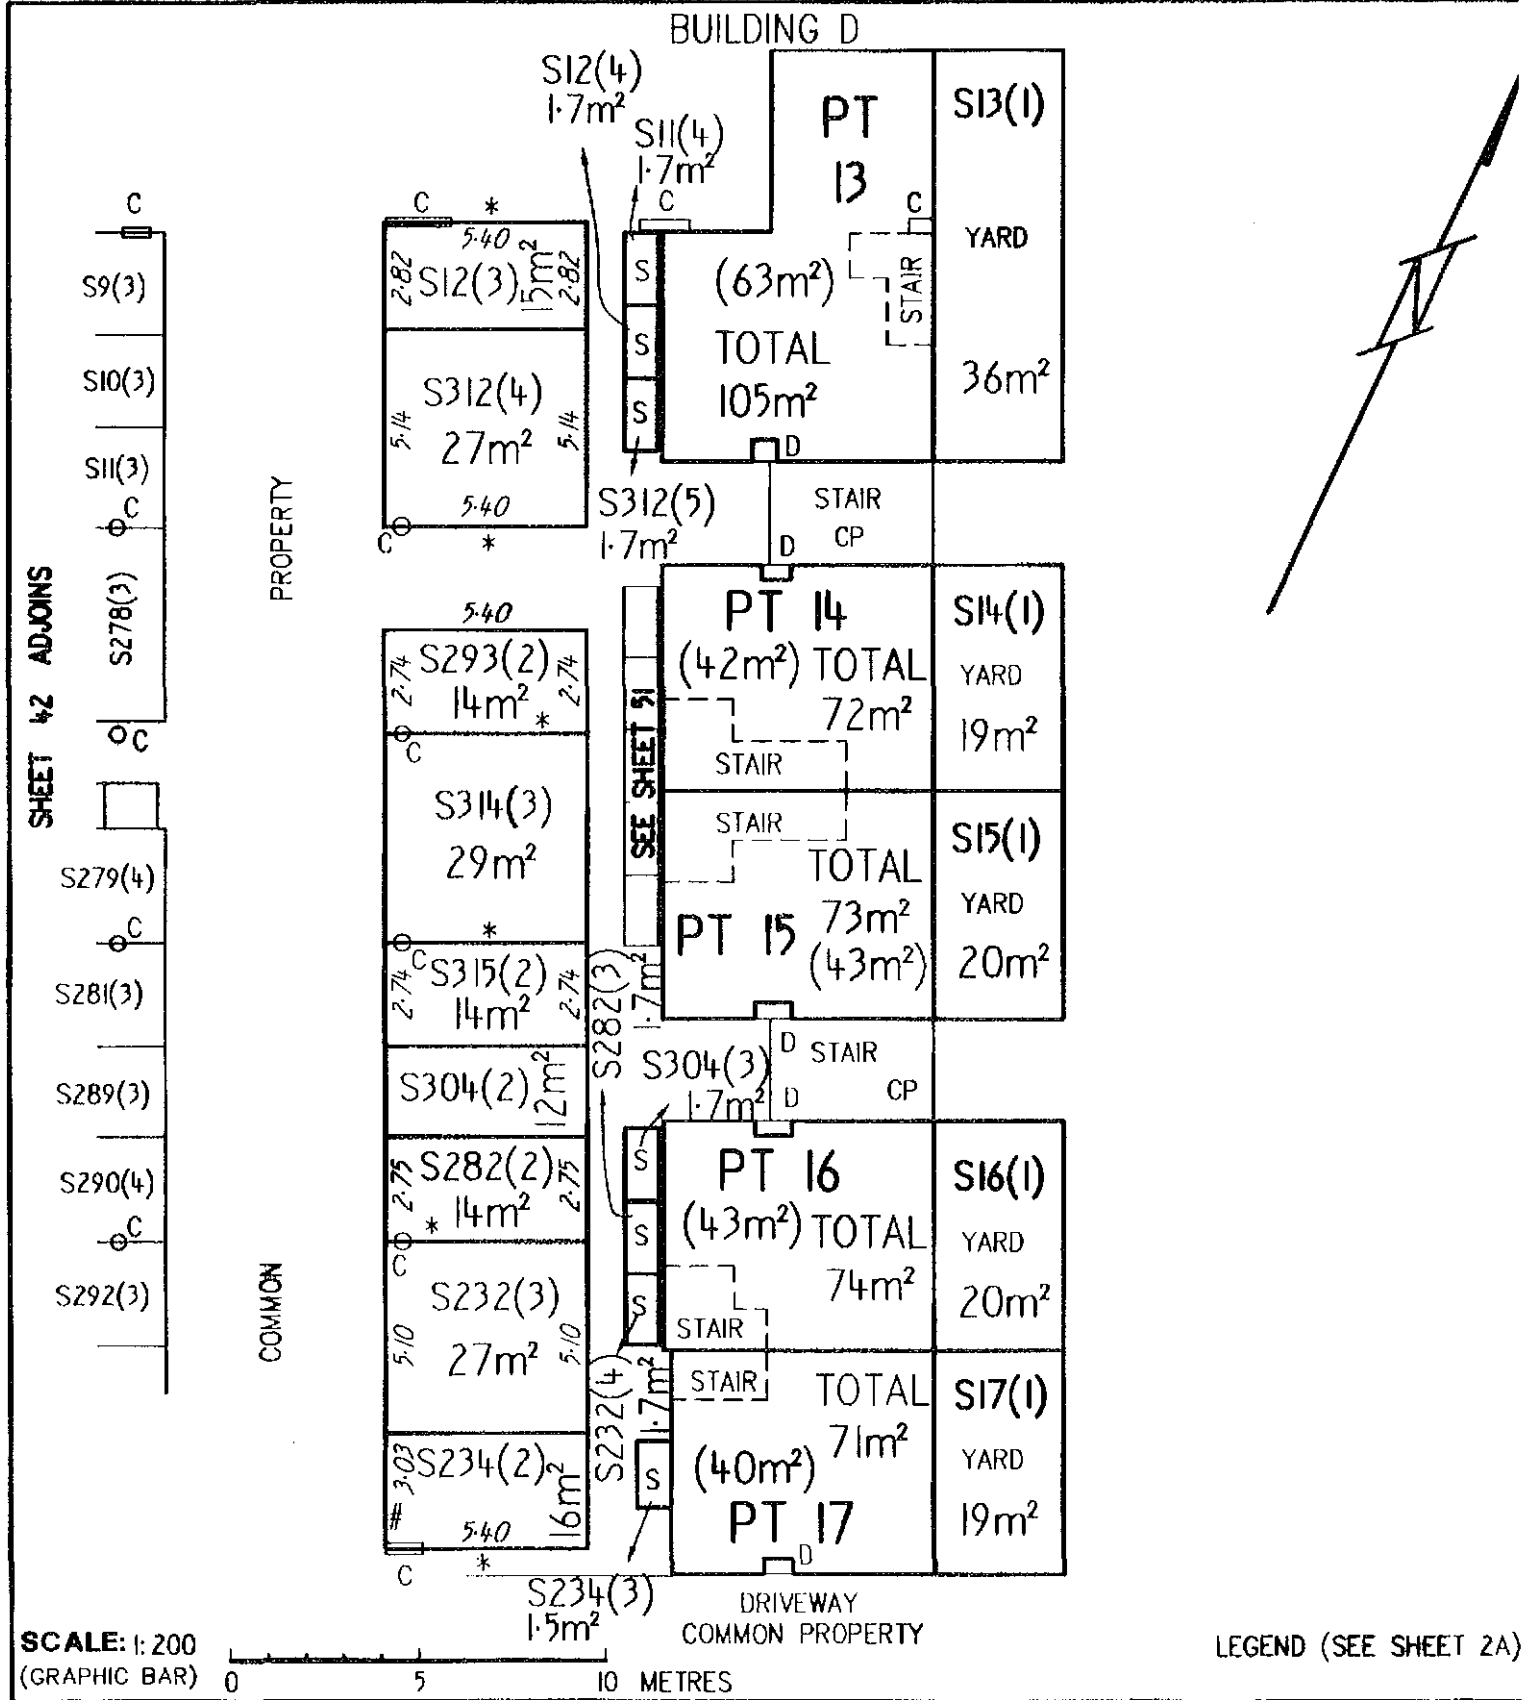 BUILDING D
S12(4)
1·7m²
S11(4)
1·7m²
C
PT
13
C
S13(1)
YARD
36m²
(63m²)
TOTAL
105m²
STAIR
D
C
S9(3)
S10(3)
S11(3)
C
S278(3)
C
S279(4)
C
S281(3)
S289(3)
S290(4)
C
S292(3)
SHEET 42 ADJOINS
PROPERTY
COMMON
C
*
5·40
2·82
S12(3)
15m²
2·82
S312(4)
27m²
5·14
5·14
5·40
C
*
S
S
S
S312(5)
1·7m²
STAIR
CP
D
5·40
2·74
S293(2)
14m²
2·74
*
C
S314(3)
29m²
*
C
C
2·74
S315(2)
14m²
2·74
S304(2)
12m²
2·75
S282(2)
14m²
2·75
*
C
S232(3)
27m²
5·10
5·10
S234(2)
16m²
3·03
#
5·40
C
*
SEE SHEET 51
PT 14
(42m²)
TOTAL
72m²
STAIR
S14(1)
YARD
19m²
STAIR
TOTAL
73m²
(43m²)
PT 15
S15(1)
YARD
20m²
S282(3)
1·7m²
S304(3)
1·7m²
D
STAIR
D
CP
S
S
S
PT 16
(43m²)
TOTAL
74m²
STAIR
S16(1)
YARD
20m²
S232(4)
1·7m²
STAIR
TOTAL
71m²
(40m²)
PT 17
D
S17(1)
YARD
19m²
S
S234(3)
1·5m²
DRIVEWAY
COMMON PROPERTY
SCALE: 1:200
(GRAPHIC BAR)
0
5
10 METRES
LEGEND (SEE SHEET 2A)
N